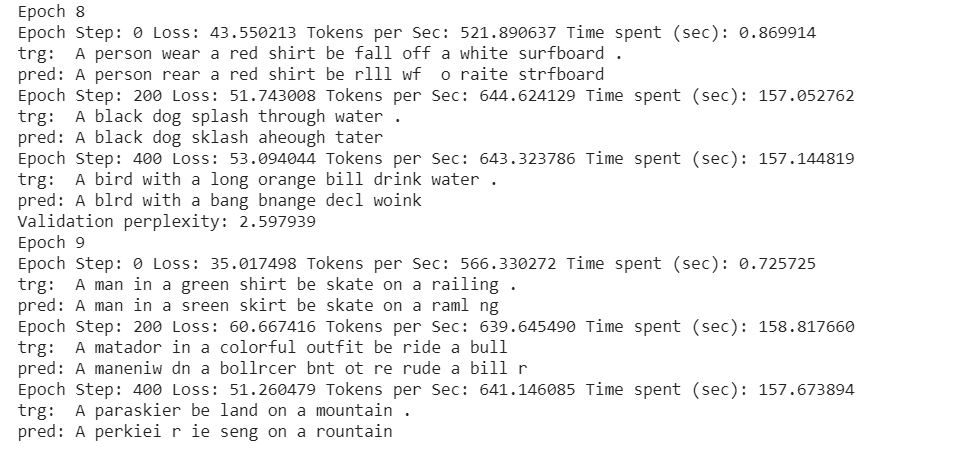 Epoch 8
Epoch Step: 0 Loss: 43.550213 Tokens per Sec: 521.890637 Time spent (sec): 0.869914
trg:  A person wear a red shirt be fall off a white surfboard .
pred: A person rear a red shirt be rlll wf  o raite strfboard
Epoch Step: 200 Loss: 51.743008 Tokens per Sec: 644.624129 Time spent (sec): 157.052762
trg:  A black dog splash through water .
pred: A black dog sklash aheough tater
Epoch Step: 400 Loss: 53.094044 Tokens per Sec: 643.323786 Time spent (sec): 157.144819
trg:  A bird with a long orange bill drink water .
pred: A blrd with a bang bnange decl woink
Validation perplexity: 2.597939
Epoch 9
Epoch Step: 0 Loss: 35.017498 Tokens per Sec: 566.330272 Time spent (sec): 0.725725
trg:  A man in a green shirt be skate on a railing .
pred: A man in a sreen skirt be skate on a raml ng
Epoch Step: 200 Loss: 60.667416 Tokens per Sec: 639.645490 Time spent (sec): 158.817660
trg:  A matador in a colorful outfit be ride a bull
pred: A maneniw dn a bollrcer bnt ot re rude a bill r
Epoch Step: 400 Loss: 51.260479 Tokens per Sec: 641.146085 Time spent (sec): 157.673894
trg:  A paraskier be land on a mountain .
pred: A perkiei r ie seng on a rountain